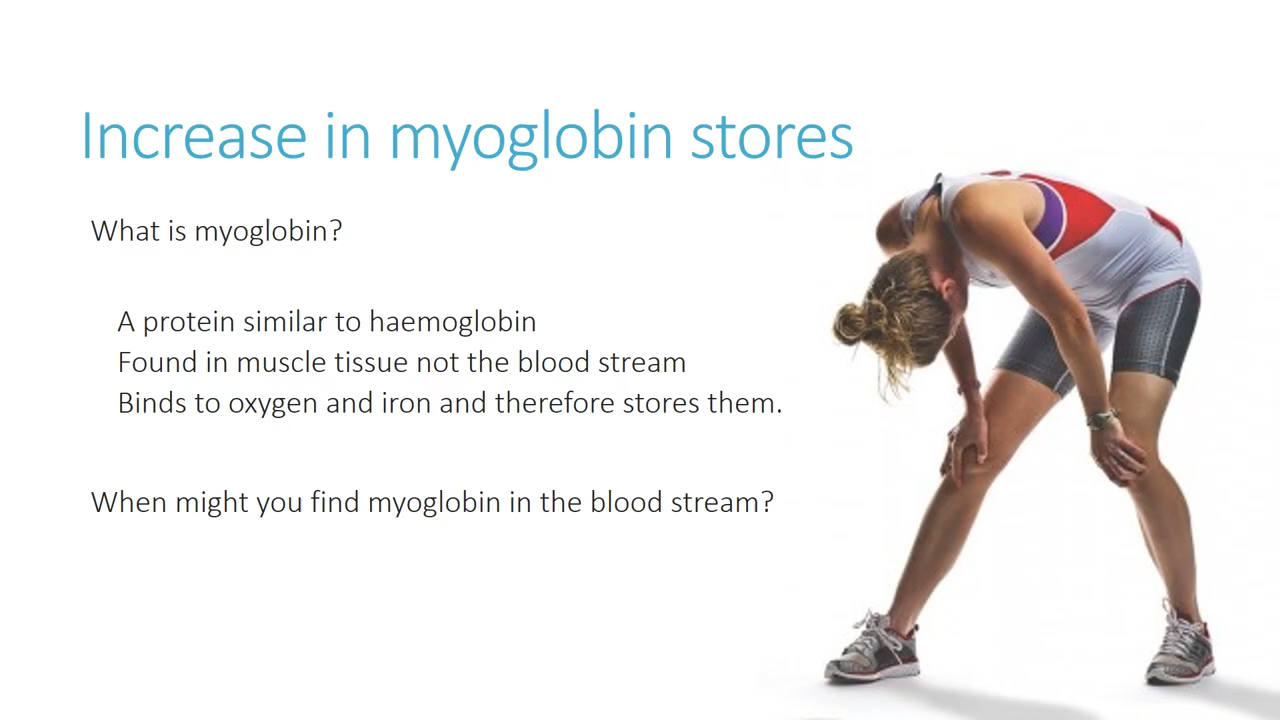 Increase in myoglobin stores
What is myoglobin?
A protein similar to haemoglobin
Found in muscle tissue not the blood stream
Binds to oxygen and iron and therefore stores them.
When might you find myoglobin in the blood stream?